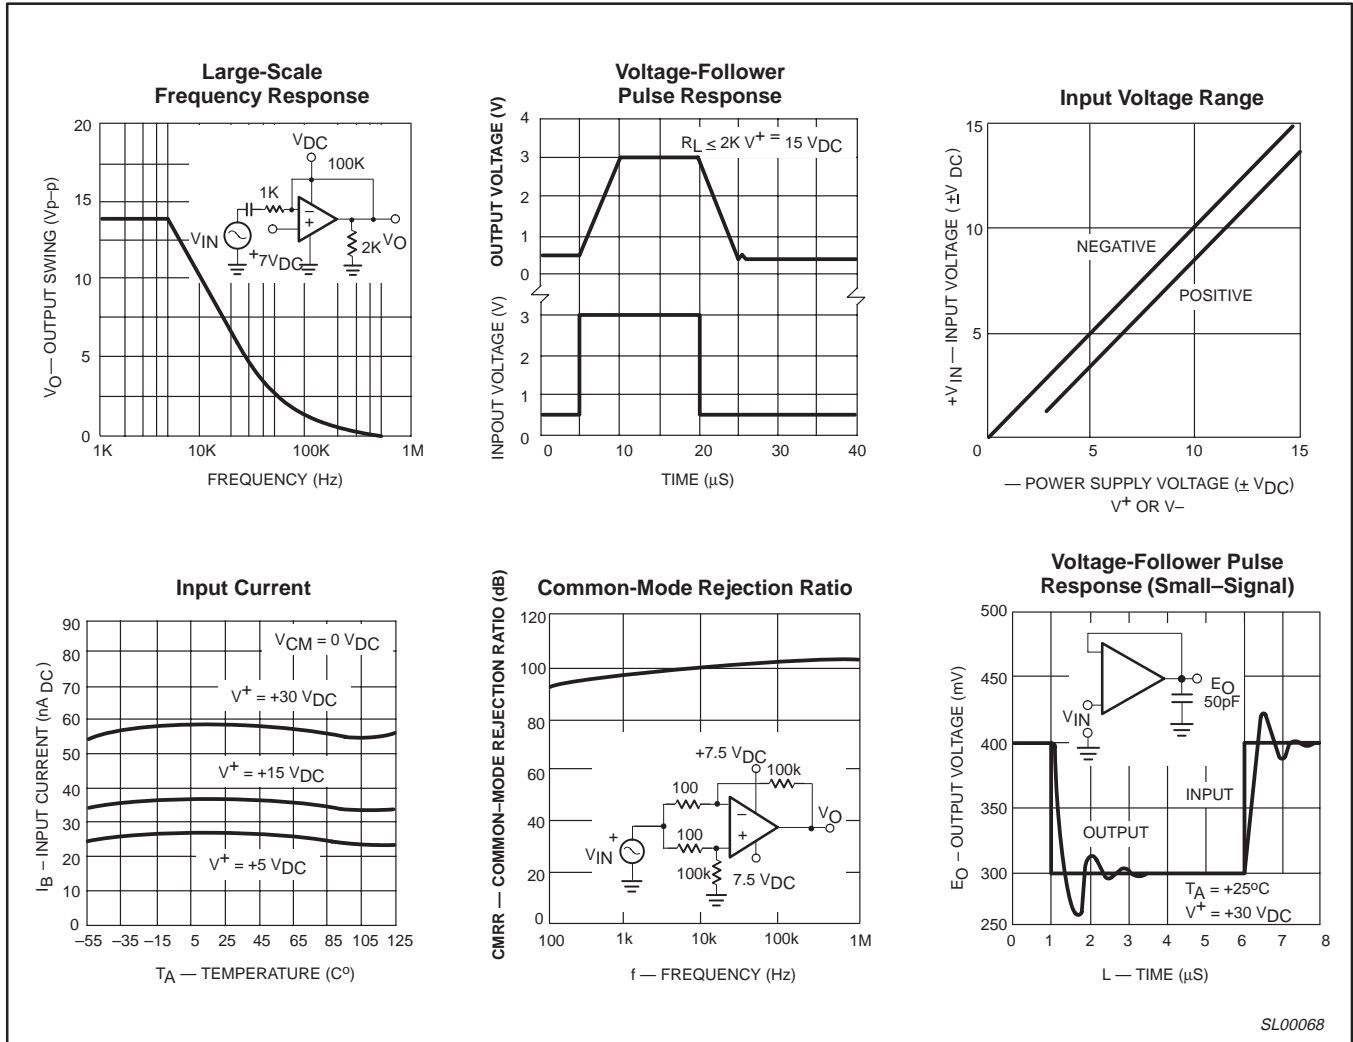 Large-Scale
Frequency Response
VO — OUTPUT SWING (Vp–p)
20
15
10
5
0
1K
10K
100K
1M
FREQUENCY (Hz)
VDC
100K
1K
VIN
+7VDC
2K
VO
–
+
Voltage-Follower
Pulse Response
OUTPUT VOLTAGE (V)
4
3
2
1
0
RL ≤ 2K V+ = 15 VDC
INPOUT VOLTAGE (V)
3
2
1
0
0
10
20
30
40
TIME (µS)
Input Voltage Range
+VIN — INPUT VOLTAGE (±V DC)
15
10
5
0
5
10
15
NEGATIVE
POSITIVE
— POWER SUPPLY VOLTAGE (± VDC)
V+ OR V–
Input Current
IB – INPUT CURRENT (nA DC)
90
80
70
60
50
40
30
20
10
0
–55
–35
–15
5
25
45
65
85
105
125
VCM = 0 VDC
V+ = +30 VDC
V+ = +15 VDC
V+ = +5 VDC
TA — TEMPERATURE (Co)
Common-Mode Rejection Ratio
CMRR — COMMON–MODE REJECTION RATIO (dB)
120
100
80
60
40
20
0
100
1k
10k
100k
1M
+7.5 VDC
100k
100
–
VO
+
100
+
VIN
100k
7.5 VDC
f — FREQUENCY (Hz)
Voltage-Follower Pulse
Response (Small–Signal)
EO – OUTPUT VOLTAGE (mV)
500
450
400
350
300
250
0
1
2
3
4
5
6
7
8
EO
50pF
VIN
INPUT
OUTPUT
TA = +25oC
V+ = +30 VDC
L — TIME (µS)
SL00068